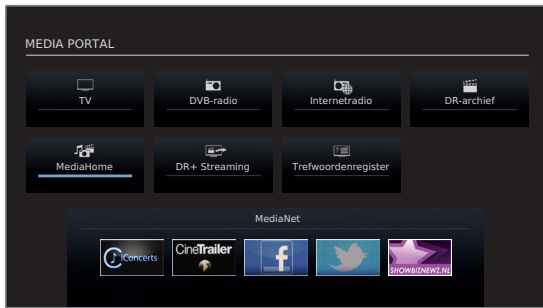 MEDIA PORTAL
TV
DVB-radio
Internetradio
DR-archief
MediaHome
DR+ Streaming
Trefwoordenregister
MediaNet
iConcerts
CineTrailer
f
SHOWBIZNEWZ.NL